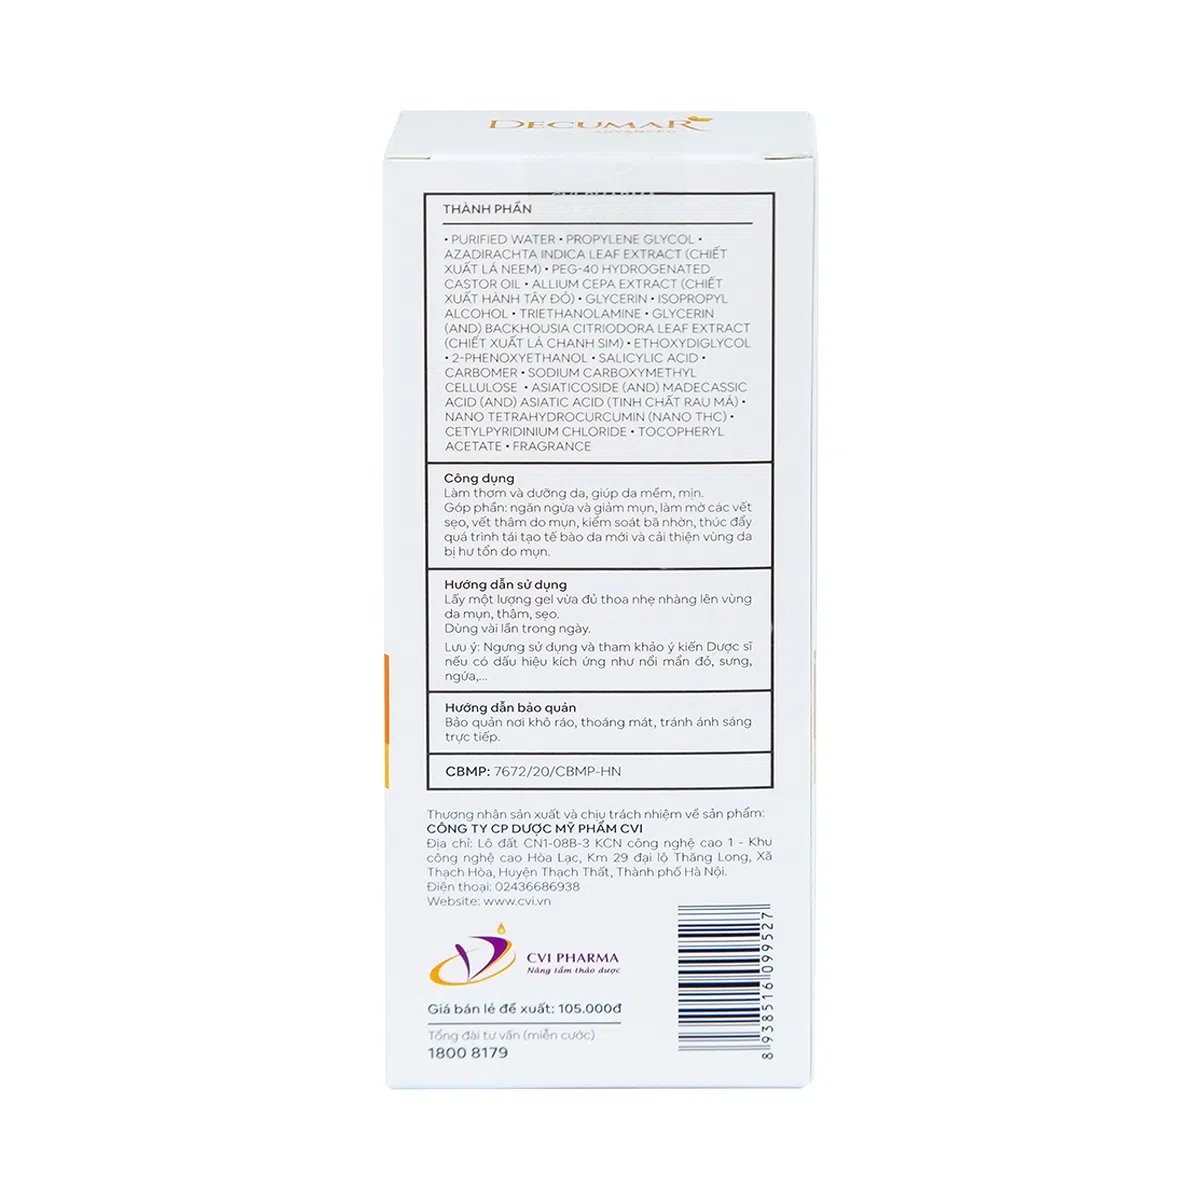 DECUMAR
ADVANCED
CVI PHARMA
THÀNH PHẦN
• PURIFIED WATER • PROPYLENE GLYCOL •
AZADIRACHTA INDICA LEAF EXTRACT (CHIẾT
XUẤT LÁ NEEM) • PEG-40 HYDROGENATED
CASTOR OIL • ALLIUM CEPA EXTRACT (CHIẾT
XUẤT HÀNH TÂY ĐỎ) • GLYCERIN • ISOPROPYL
ALCOHOL • TRIETHANOLAMINE • GLYCERIN
(AND) BACKHOUSIA CITRIODORA LEAF EXTRACT
(CHIẾT XUẤT LÁ CHANH SIM) • ETHOXYDIGLYCOL
• 2-PHENOXYETHANOL • SALICYLIC ACID •
CARBOMER • SODIUM CARBOXYMETHYL
CELLULOSE • ASIATICOSIDE (AND) MADECASSIC
ACID (AND) ASIATIC ACID (TINH CHẤT RAU MÁ) •
NANO TETRAHYDROCURCUMIN (NANO THC) •
CETYLPYRIDINIUM CHLORIDE • TOCOPHERYL
ACETATE • FRAGRANCE
Công dụng
Làm thơm và dưỡng da, giúp da mềm, mịn.
Góp phần: ngăn ngừa và giảm mụn, làm mờ các vết
sẹo, vết thâm do mụn, kiểm soát bã nhờn, thúc đẩy
quá trình tái tạo tế bào da mới và cải thiện vùng da
bị hư tổn do mụn.
Hướng dẫn sử dụng
Lấy một lượng gel vừa đủ thoa nhẹ nhàng lên vùng
da mụn, thâm, sẹo.
Dùng vài lần trong ngày.
Lưu ý: Ngưng sử dụng và tham khảo ý kiến Dược sĩ
nếu có dấu hiệu kích ứng như nổi mẩn đỏ, sưng,
ngứa,...
Hướng dẫn bảo quản
Bảo quản nơi khô ráo, thoáng mát, tránh ánh sáng
trực tiếp.
CBMP: 7672/20/CBMP-HN
Thương nhân sản xuất và chịu trách nhiệm về sản phẩm:
CÔNG TY CP DƯỢC MỸ PHẨM CVI
Địa chỉ: Lô đất CN1-08B-3 KCN công nghệ cao 1 - Khu
công nghệ cao Hòa Lạc, Km 29 đại lộ Thăng Long, Xã
Thạch Hòa, Huyện Thạch Thất, Thành phố Hà Nội.
Điện thoại: 02436686938
Website: www.cvi.vn
CVI PHARMA
Nâng tầm thảo dược
Giá bán lẻ đề xuất: 105.000đ
Tổng đài tư vấn (miễn cước)
1800 8179
8 938516 099527